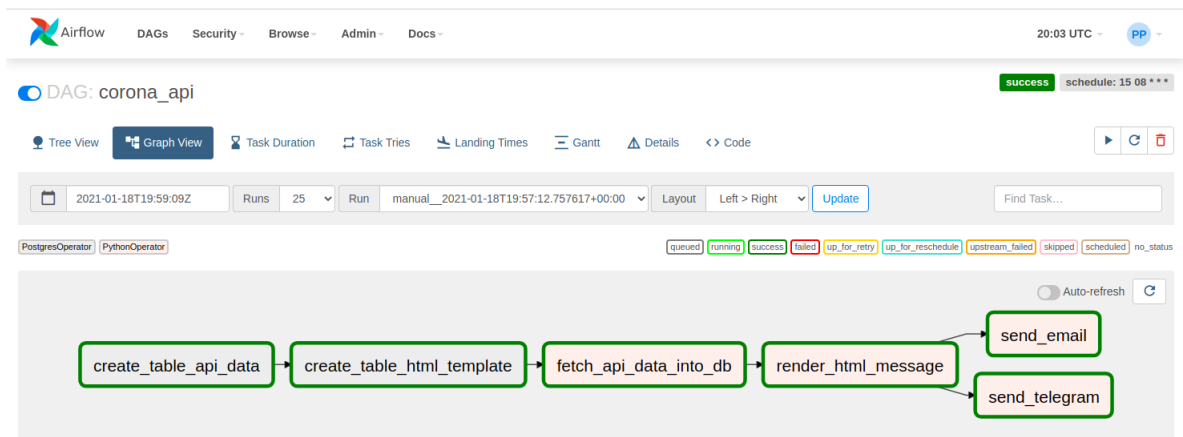 Airflow DAGs Security Browse Admin Docs 20:03 UTC PP
success schedule: 15 08 * * *
DAG: corona_api
Tree View Graph View Task Duration Task Tries Landing Times Gantt Details <> Code
2021-01-18T19:59:09Z Runs 25 Run manual__2021-01-18T19:57:12.757617+00:00 Layout Left > Right Update Find Task...
PostgresOperator PythonOperator queued running success failed up_for_retry up_for_reschedule upstream_failed skipped scheduled no_status
Auto-refresh
send_email
create_table_api_data create_table_html_template fetch_api_data_into_db render_html_message
send_telegram